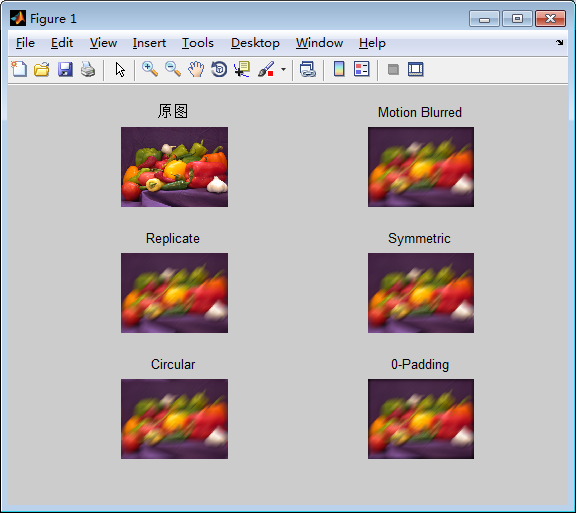 Figure 1
File Edit View Insert Tools Desktop Window Help
原图
Motion Blurred
Replicate
Symmetric
Circular
0-Padding